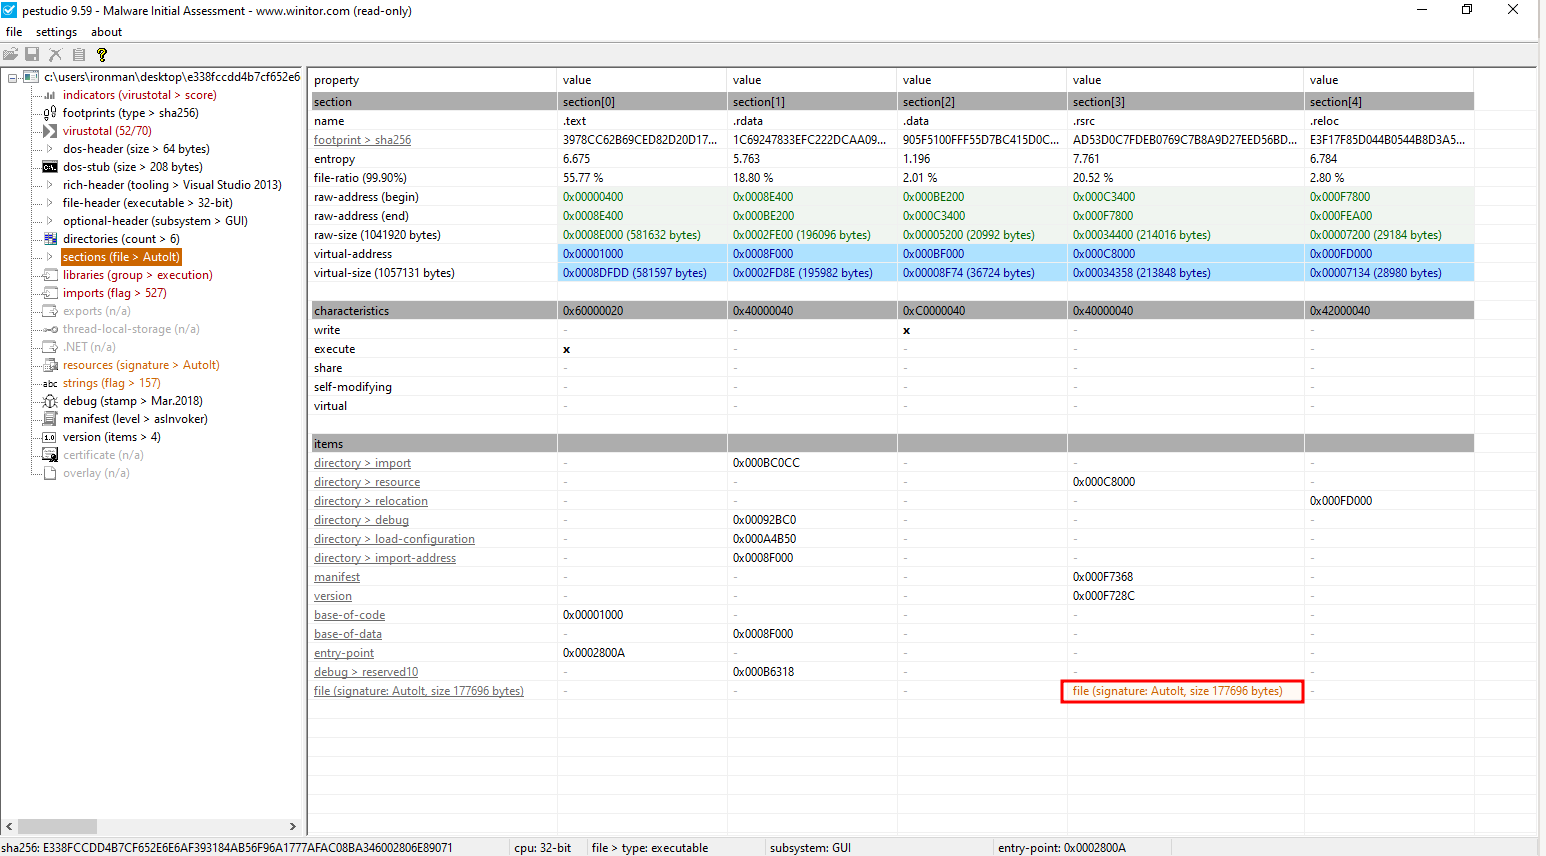 pestudio 9.59 - Malware Initial Assessment - www.winitor.com (read-only)
file settings about
c:\users\ironman\desktop\e338fccdd4b7cf652e6
indicators (virustotal > score)
footprints (type > sha256)
virustotal (52/70)
dos-header (size > 64 bytes)
dos-stub (size > 208 bytes)
rich-header (tooling > Visual Studio 2013)
file-header (executable > 32-bit)
optional-header (subsystem > GUI)
directories (count > 6)
sections (file > AutoIt)
libraries (group > execution)
imports (flag > 527)
exports (n/a)
thread-local-storage (n/a)
.NET (n/a)
resources (signature > AutoIt)
abc strings (flag > 157)
debug (stamp > Mar.2018)
manifest (level > asInvoker)
1.0 version (items > 4)
certificate (n/a)
overlay (n/a)
property value value value value value
section section[0] section[1] section[2] section[3] section[4]
name .text .rdata .data .rsrc .reloc
footprint > sha256 3978CC62B69CED82D20D17... 1C69247833EFC222DCAA09... 905F5100FFF55D7BC415D0C... AD53D0C7FDEB0769C7B8A9D27EED56BD... E3F17F85D044B0544B8D3A5...
entropy 6.675 5.763 1.196 7.761 6.784
file-ratio (99.90%) 55.77 % 18.80 % 2.01 % 20.52 % 2.80 %
raw-address (begin) 0x00000400 0x0008E400 0x000BE200 0x000C3400 0x000F7800
raw-address (end) 0x0008E400 0x000BE200 0x000C3400 0x000F7800 0x000FEA00
raw-size (1041920 bytes) 0x0008E000 (581632 bytes) 0x0002FE00 (196096 bytes) 0x00005200 (20992 bytes) 0x00034400 (214016 bytes) 0x00007200 (29184 bytes)
virtual-address 0x00001000 0x0008F000 0x000BF000 0x000C8000 0x000FD000
virtual-size (1057131 bytes) 0x0008DFDD (581597 bytes) 0x0002FD8E (195982 bytes) 0x00008F74 (36724 bytes) 0x00034358 (213848 bytes) 0x00007134 (28980 bytes)
characteristics 0x60000020 0x40000040 0xC0000040 0x40000040 0x42000040
write - - x - -
execute x - - - -
share - - - - -
self-modifying - - - - -
virtual - - - - -
items
directory > import - 0x000BC0CC - - -
directory > resource - - - 0x000C8000 -
directory > relocation - - - - 0x000FD000
directory > debug - 0x00092BC0 - - -
directory > load-configuration - 0x000A4B50 - - -
directory > import-address - 0x0008F000 - - -
manifest - - - 0x000F7368 -
version - - - 0x000F728C -
base-of-code 0x00001000 - - - -
base-of-data - 0x0008F000 - - -
entry-point 0x0002800A - - - -
debug > reserved10 - 0x000B6318 - - -
file (signature: AutoIt, size 177696 bytes) - - - file (signature: AutoIt, size 177696 bytes) -
sha256: E338FCCDD4B7CF652E6E6AF393184AB56F96A1777AFAC08BA346002806E89071 cpu: 32-bit file > type: executable subsystem: GUI entry-point: 0x0002800A